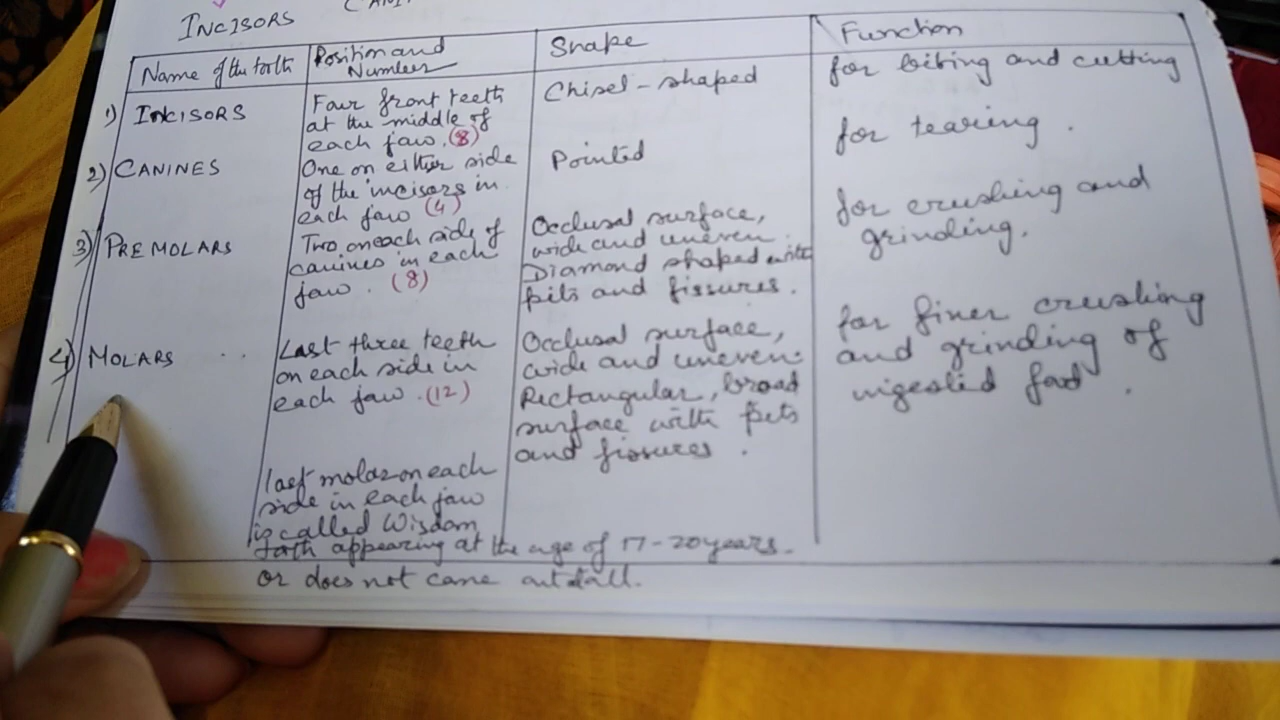 INCISORS
Name of the tooth
Position and Number
Shape
Function
1) INCISORS
Four front teeth
at the middle of
each jaw. (8)
Chisel-shaped
for biting and cutting
2) CANINES
One on either side
of the incisors in
each jaw (4)
Pointed
for tearing.
3) PREMOLARS
Two on each side of
canines in each
jaw. (8)
Occlusal surface,
wide and uneven.
Diamond shaped with
pits and fissures.
for crushing and
grinding.
4) MOLARS
Last three teeth
on each side in
each jaw. (12)
last molar on each
side in each jaw
is called Wisdom
tooth appearing at the age of 17-20 years.
or does not come out at all.
Occlusal surface,
wide and uneven.
Rectangular, broad
surface with pits
and fissures.
for finer crushing
and grinding of
ingested food.